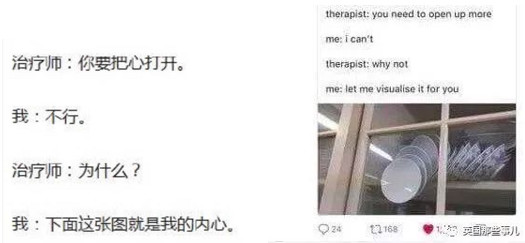 治疗师：你要把心打开。
我：不行。
治疗师：为什么？
我：下面这张图就是我的内心。
therapist: you need to open up more
me: i can't
therapist: why not
me: let me visualise it for you
24
168
英国那些事儿